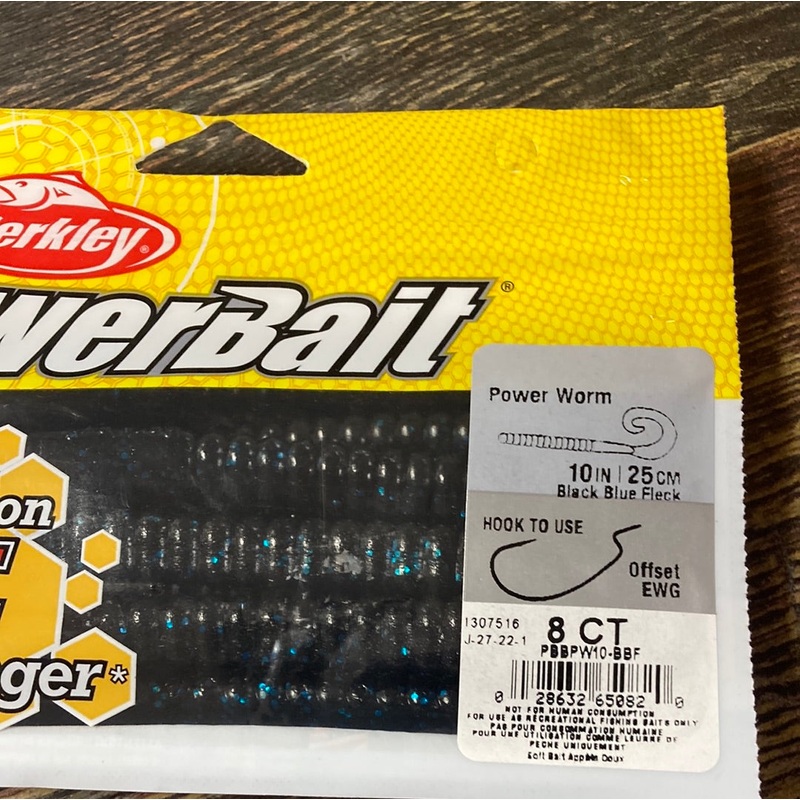 erkley®
werBait®
on
ger*
Power Worm
10IN | 25CM
Black Blue Fleck
HOOK TO USE
Offset
EWG
1307516
J-27-22-1
8 CT
PBBPW10-BBF
0 28632 65082 0
NOT FOR HUMAN CONSUMPTION
FOR USE AS RECREATIONAL FISHING BAITS ONLY
PAS POUR CONSOMMATION HUMAINE
POUR UNE UTILISATION COMME LEURRE DE
PECHE UNIQUEMENT
Soft Bait Appâts Doux